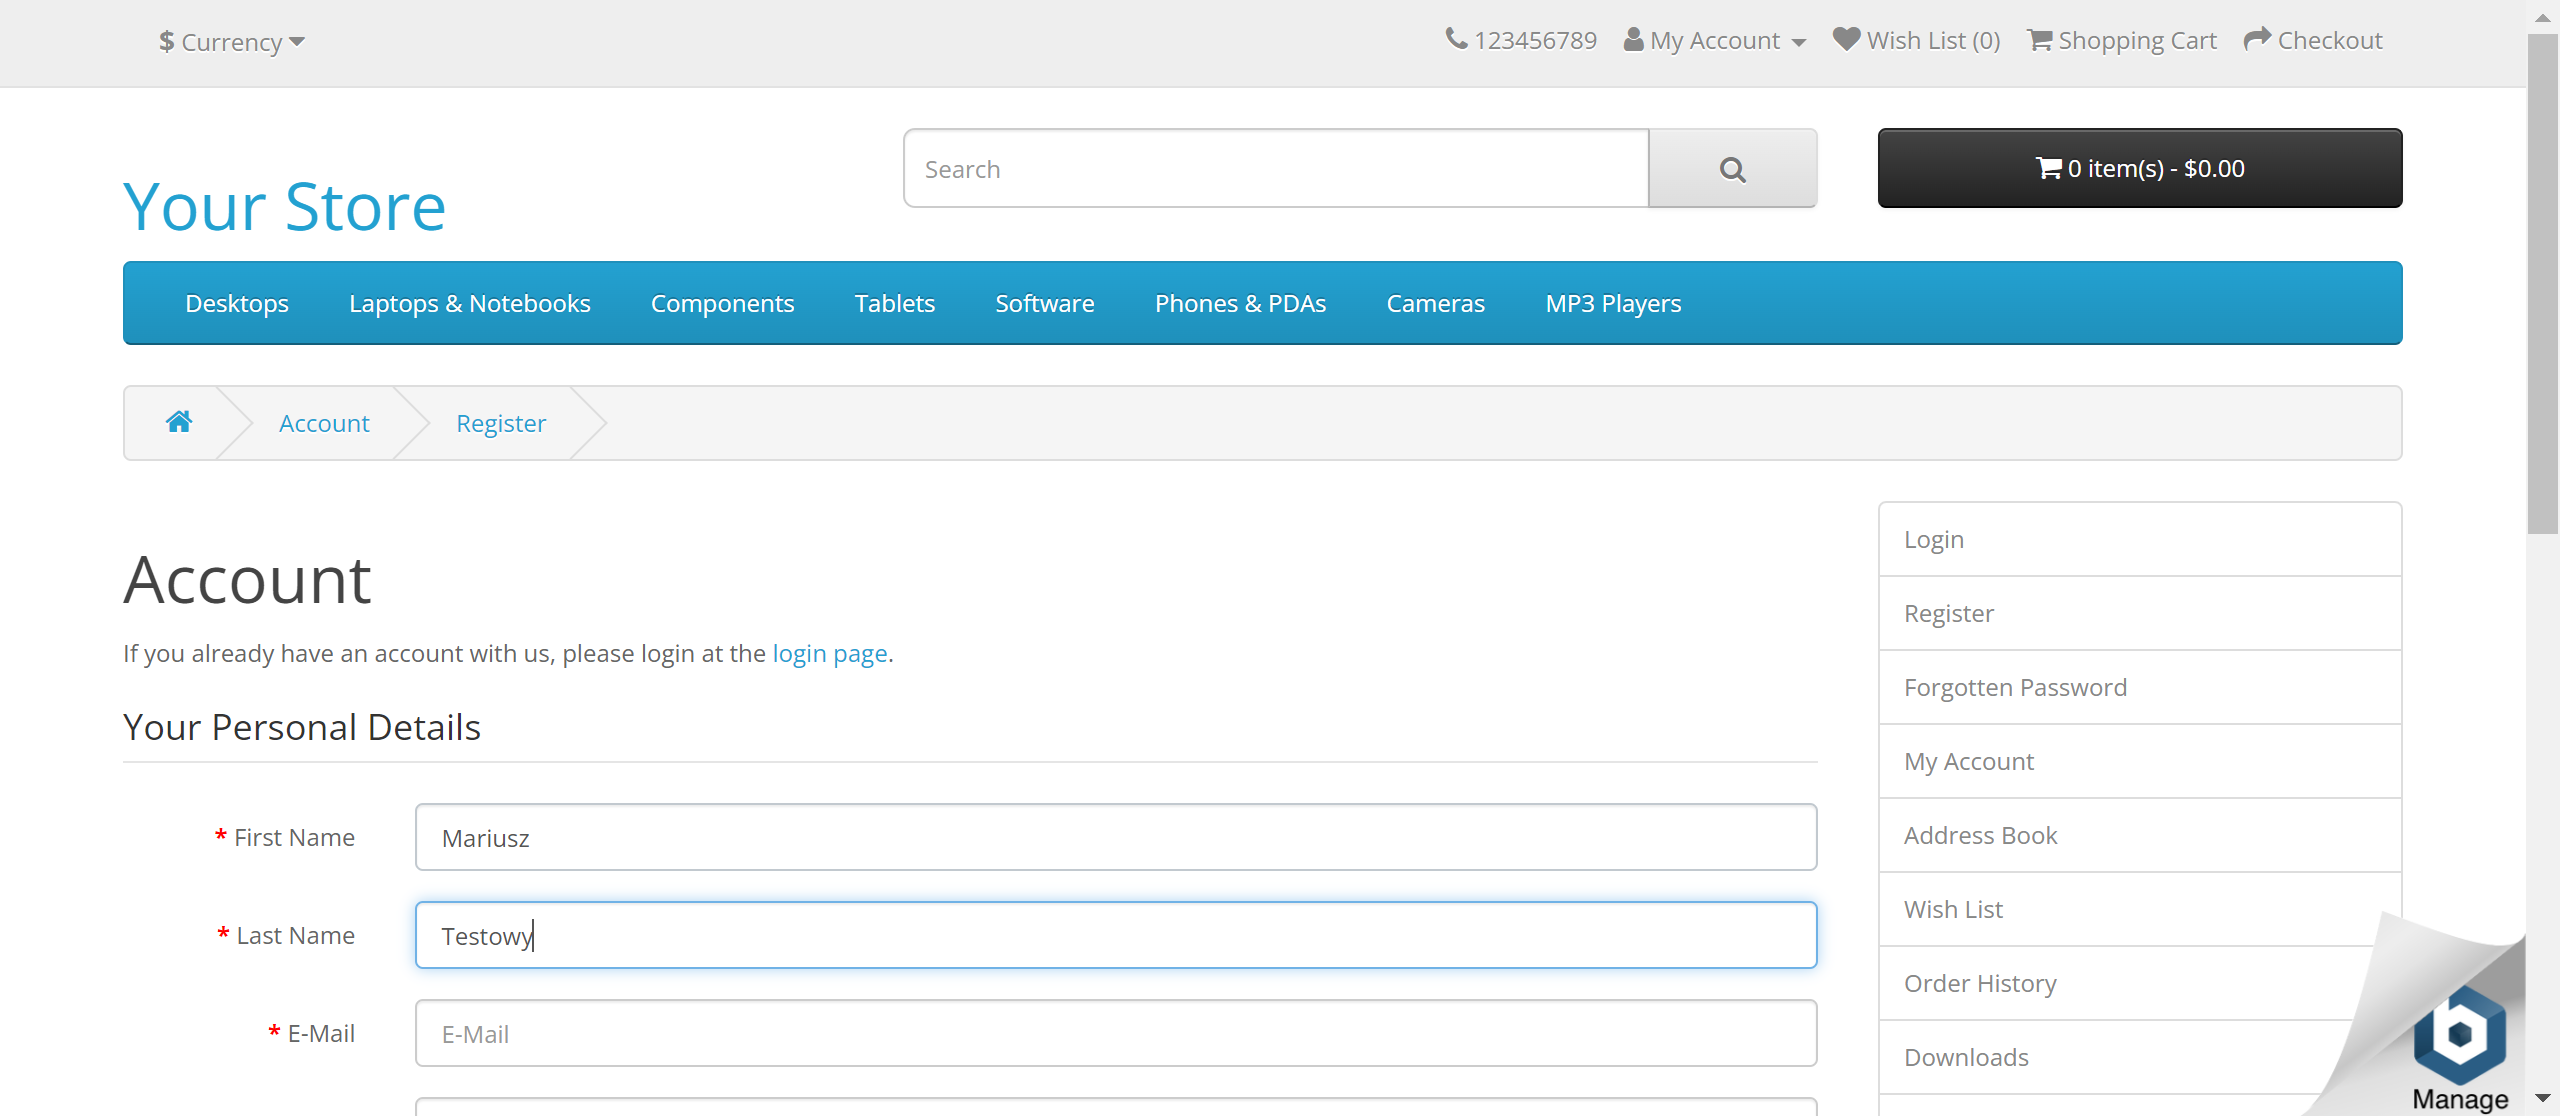 $ Currency
123456789 My Account Wish List (0) Shopping Cart Checkout
Your Store
Search
0 item(s) - $0.00
Desktops Laptops & Notebooks Components Tablets Software Phones & PDAs Cameras MP3 Players
Account Register
Account
If you already have an account with us, please login at the login page.
Your Personal Details
* First Name Mariusz
* Last Name Testowy
* E-Mail E-Mail
Login
Register
Forgotten Password
My Account
Address Book
Wish List
Order History
Downloads
b
Manage